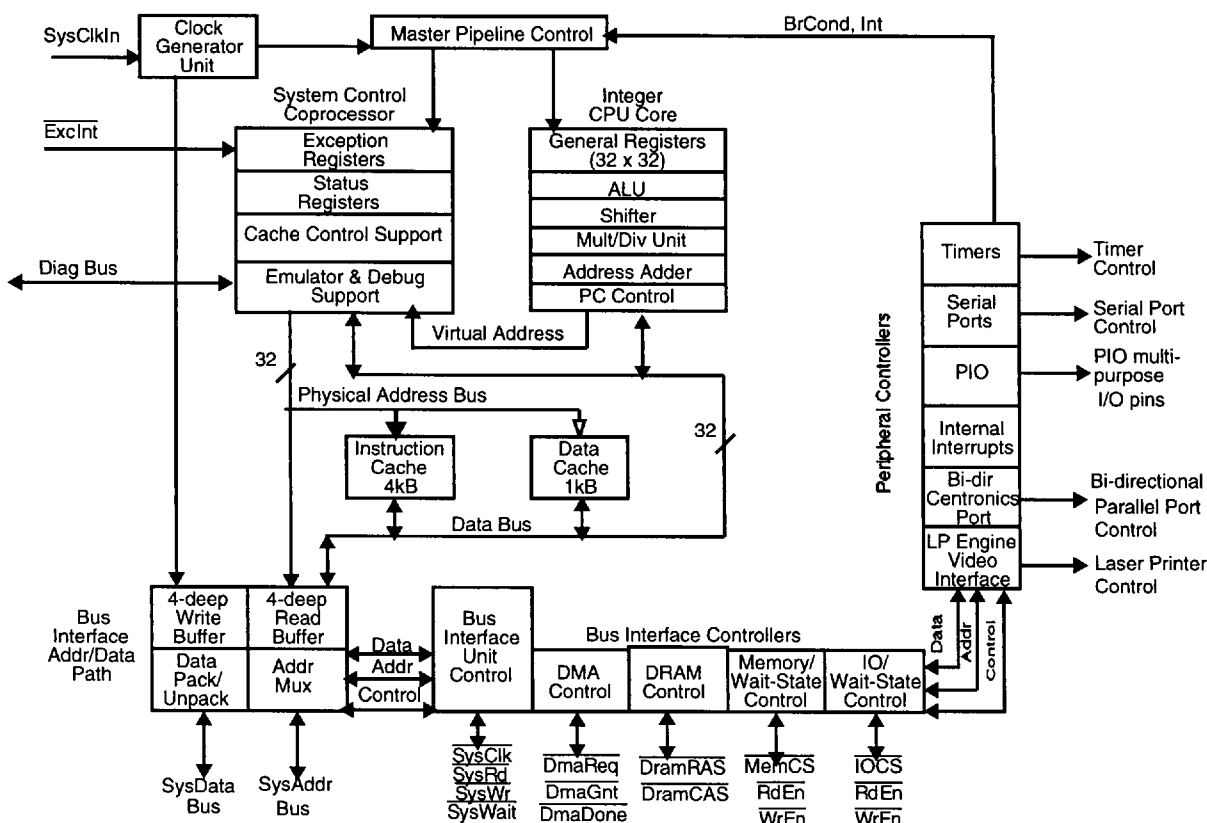 SysClkIn
Clock
Generator
Unit
Master Pipeline Control
BrCond, Int
System Control
Coprocessor
Integer
CPU Core
ExcInt
Exception
Registers
Status
Registers
Cache Control Support
Emulator & Debug
Support
General Registers
(32 x 32)
ALU
Shifter
Mult/Div Unit
Address Adder
PC Control
Diag Bus
Virtual Address
32
Physical Address Bus
32
Instruction
Cache
4kB
Data
Cache
1kB
Data Bus
Peripheral Controllers
Timers
Serial
Ports
PIO
Internal
Interrupts
Bi-dir
Centronics
Port
LP Engine
Video
Interface
Timer
Control
Serial Port
Control
PIO multi-
purpose
I/O pins
Bi-directional
Parallel Port
Control
Laser Printer
Control
Data
Addr
Control
Bus
Interface
Addr/Data
Path
4-deep
Write
Buffer
4-deep
Read
Buffer
Data
Pack/
Unpack
Addr
Mux
Data
Addr
Control
Bus
Interface
Unit
Control
Bus Interface Controllers
DMA
Control
DRAM
Control
Memory/
Wait-State
Control
IO/
Wait-State
Control
SysData
Bus
SysAddr
Bus
SysClk
SysRd
SysWr
SysWait
DmaReq
DmaGnt
DmaDone
DramRAS
DramCAS
MemCS
RdEn
WrEn
IOCS
RdEn
WrEn